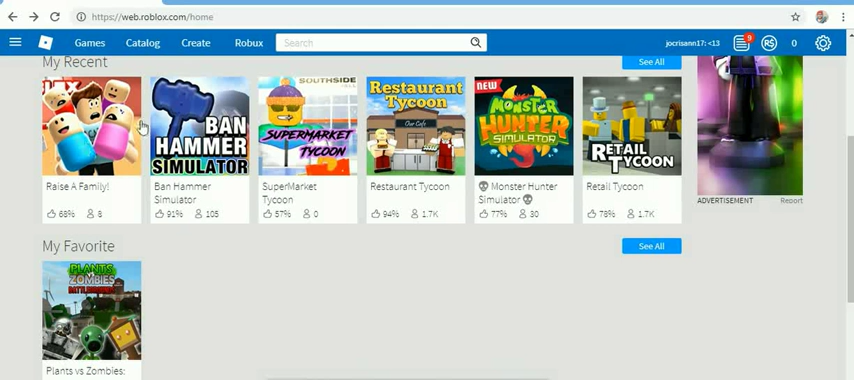 https://web.roblox.com/home
Games Catalog Create Robux Search jocrisann17: <13 9 R$ 0
My Recent See All
BAN HAMMER SIMULATOR
SOUTHSIDE
SUPERMARKET TYCOON
Restaurant Tycoon
Our Cafe
NEW
MONSTER HUNTER SIMULATOR
RETAIL TYCOON
Raise A Family!
68% 8
Ban Hammer
Simulator
91% 105
SuperMarket
Tycoon
57% 0
Restaurant Tycoon
94% 1.7K
💀 Monster Hunter
Simulator 💀
77% 30
Retail Tycoon
78% 1.7K
ADVERTISEMENT Report
My Favorite See All
PLANTS VS ZOMBIES
Plants vs Zombies: